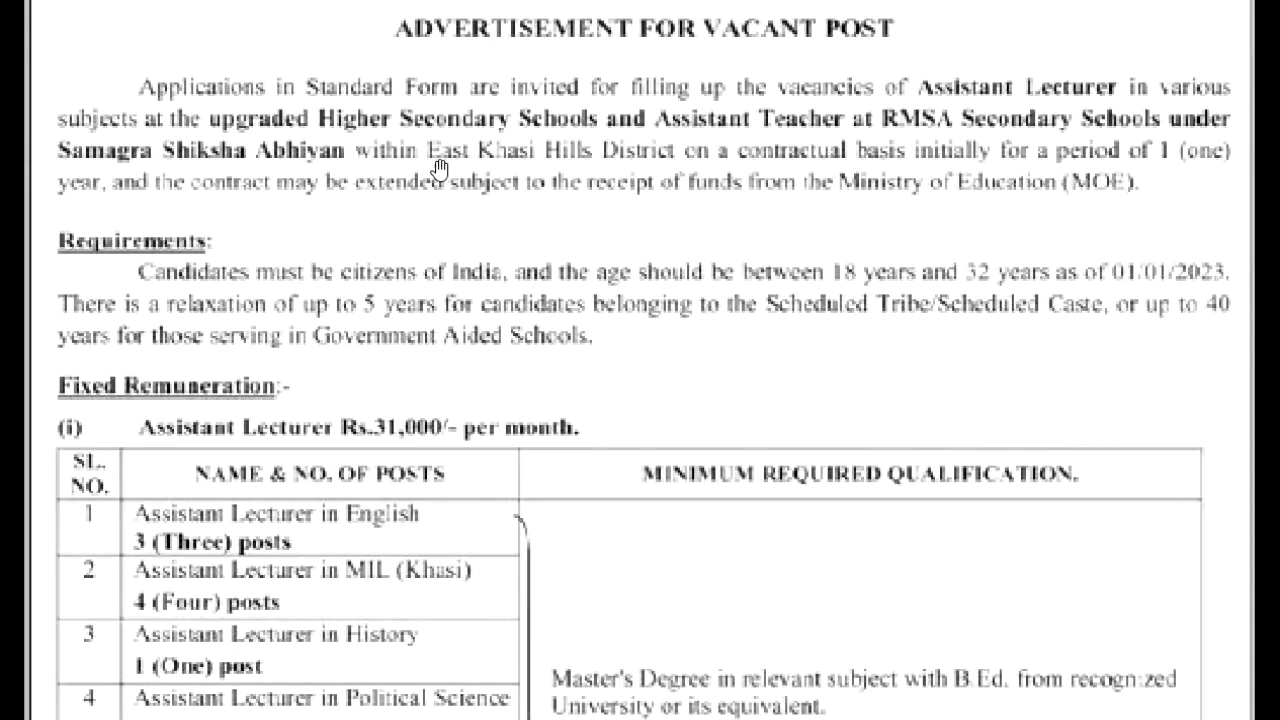 ADVERTISEMENT FOR VACANT POST
Applications in Standard Form are invited for filling up the vacancies of Assistant Lecturer in various
subjects at the upgraded Higher Secondary Schools and Assistant Teacher at RMSA Secondary Schools under
Samagra Shiksha Abhiyan within East Khasi Hills District on a contractual basis initially for a period of 1 (one)
year, and the contract may be extended subject to the receipt of funds from the Ministry of Education (MOE).
Requirements:
Candidates must be citizens of India, and the age should be between 18 years and 32 years as of 01/01/2023.
There is a relaxation of up to 5 years for candidates belonging to the Scheduled Tribe/Scheduled Caste, or up to 40
years for those serving in Government Aided Schools.
Fixed Remuneration:-
(i) Assistant Lecturer Rs.31,000/- per month.
SL. NO.
NAME & NO. OF POSTS
MINIMUM REQUIRED QUALIFICATION.
1 Assistant Lecturer in English
3 (Three) posts
2 Assistant Lecturer in MIL (Khasi)
4 (Four) posts
3 Assistant Lecturer in History
1 (One) post
4 Assistant Lecturer in Political Science
Master's Degree in relevant subject with B.Ed. from recognized
University or its equivalent.